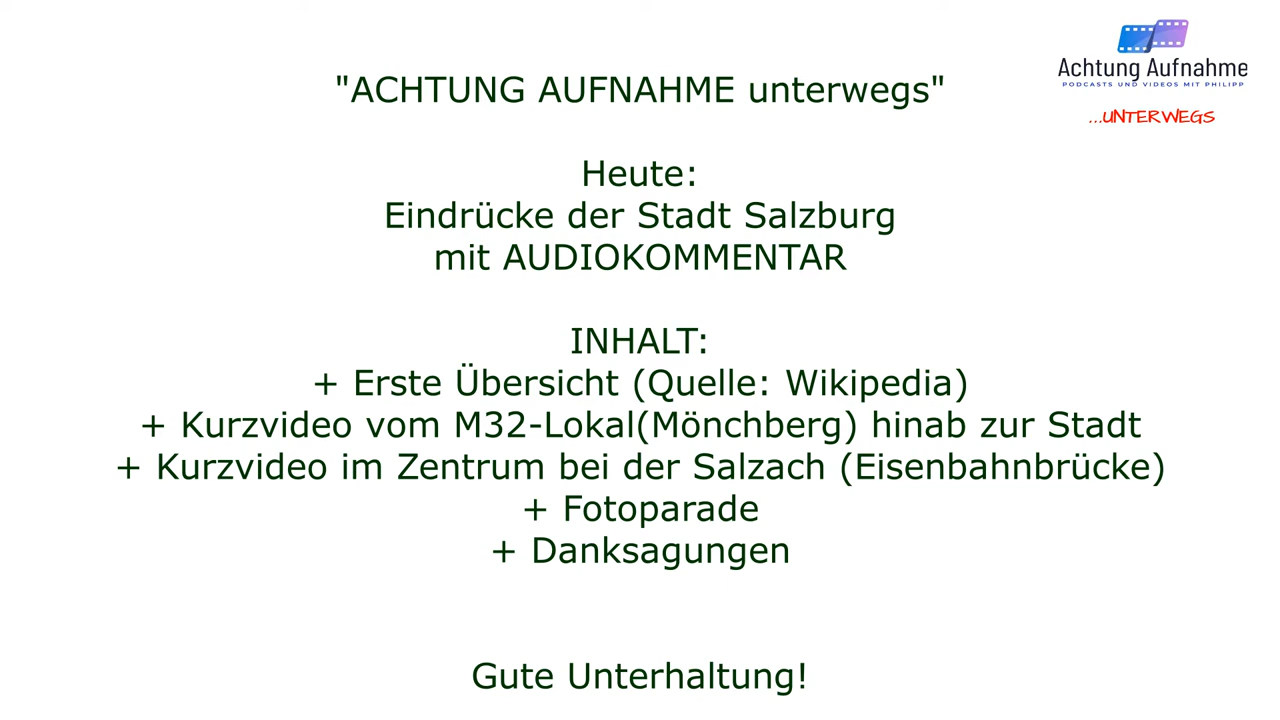 Achtung Aufnahme
PODCASTS UND VIDEOS MIT PHILIPP
...UNTERWEGS
"ACHTUNG AUFNAHME unterwegs"
Heute:
Eindrücke der Stadt Salzburg
mit AUDIOKOMMENTAR
INHALT:
+ Erste Übersicht (Quelle: Wikipedia)
+ Kurzvideo vom M32-Lokal(Mönchberg) hinab zur Stadt
+ Kurzvideo im Zentrum bei der Salzach (Eisenbahnbrücke)
+ Fotoparade
+ Danksagungen
Gute Unterhaltung!